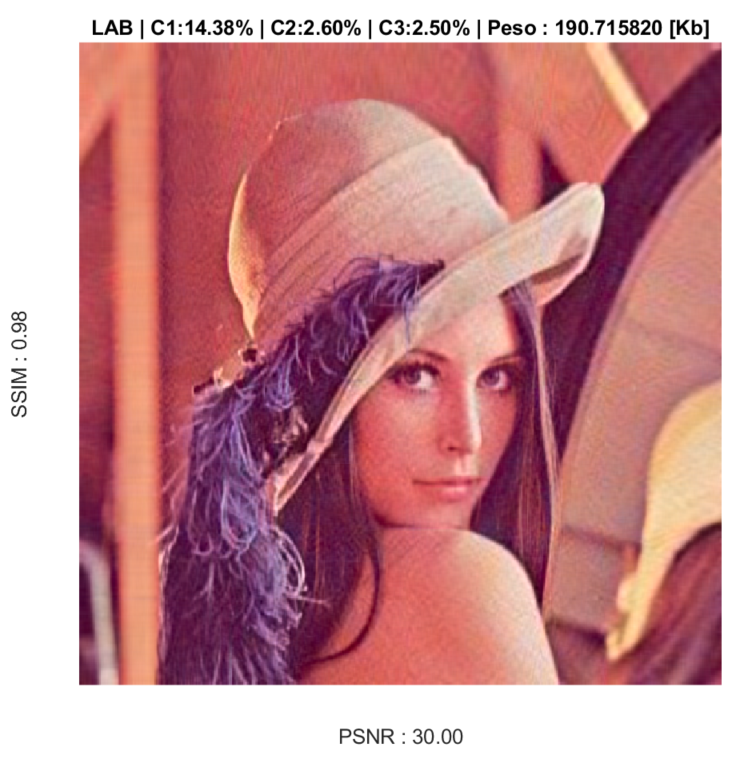 LAB | C1:14.38% | C2:2.60% | C3:2.50% | Peso : 190.715820 [Kb]
SSIM : 0.98
PSNR : 30.00